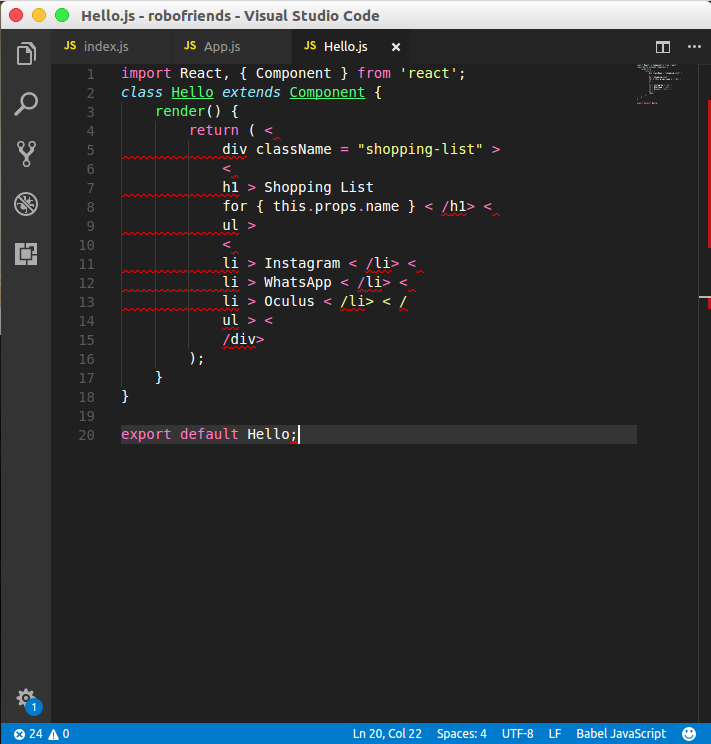 Hello.js - robofriends - Visual Studio Code
JS index.js JS App.js JS Hello.js
1 import React, { Component } from 'react';
2 class Hello extends Component {
3 render() {
4 return ( <
5 div className = "shopping-list" >
6 <
7 h1 > Shopping List
8 for { this.props.name } < /h1> <
9 ul >
10 <
11 li > Instagram < /li> <
12 li > WhatsApp < /li> <
13 li > Oculus < /li> < /
14 ul > <
15 /div>
16 );
17 }
18 }
19
20 export default Hello;
1
24 0 Ln 20, Col 22 Spaces: 4 UTF-8 LF Babel JavaScript